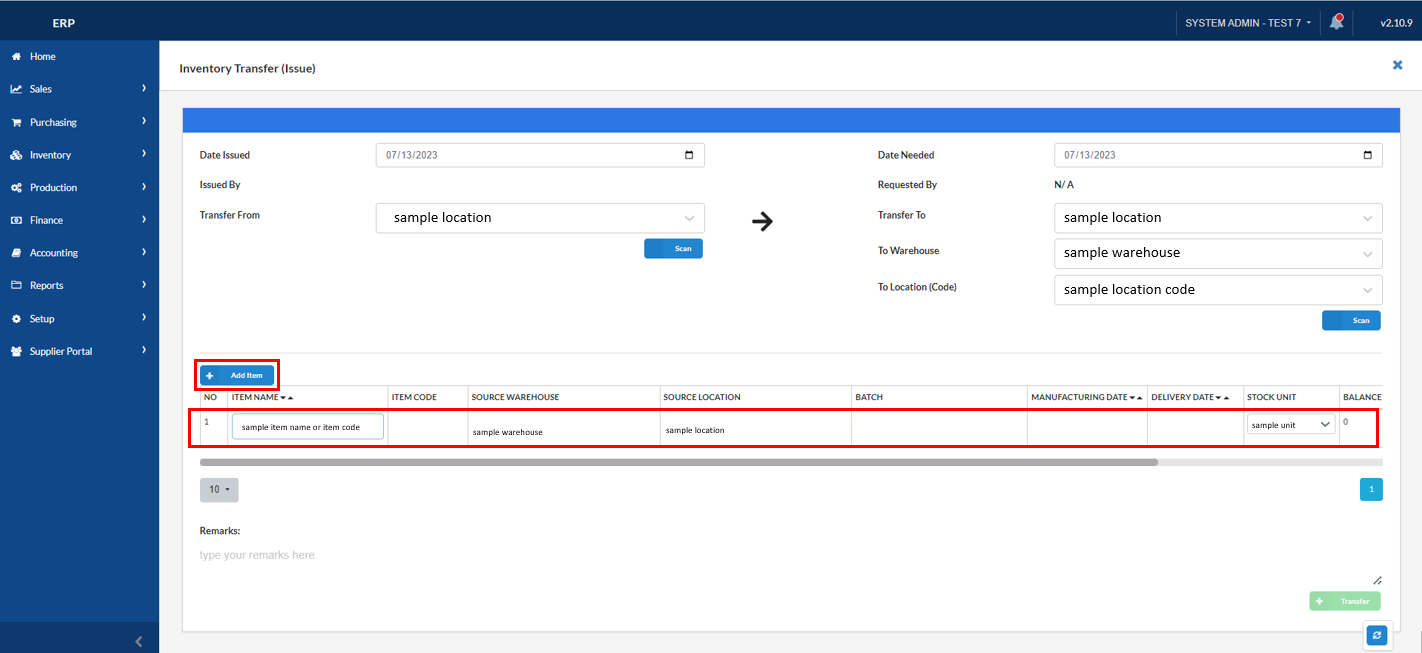 ERP
SYSTEM ADMIN - TEST 7
v2.10.9
Home
Sales
Purchasing
Inventory
Production
Finance
Accounting
Reports
Setup
Supplier Portal
Inventory Transfer (Issue)
Date Issued
07/13/2023
Issued By
Transfer From
sample location
Scan
Date Needed
07/13/2023
Requested By
N/ A
Transfer To
sample location
To Warehouse
sample warehouse
To Location (Code)
sample location code
Scan
Add Item
NO ITEM NAME ITEM CODE SOURCE WAREHOUSE SOURCE LOCATION BATCH MANUFACTURING DATE DELIVERY DATE STOCK UNIT BALANCE
1 sample item name or item code sample warehouse sample location sample unit 0
10
1
Remarks:
type your remarks here
Transfer